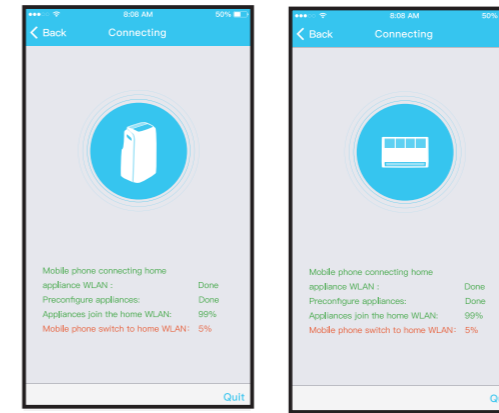 8:08 AM
50%
Back
Connecting
Mobile phone connecting home
appliance WLAN :
Done
Preconfigure appliances:
Done
Appliances join the home WLAN:
99%
Mobile phone switch to home WLAN:
5%
Quit
8:08 AM
50%
Back
Connecting
Mobile phone connecting home
appliance WLAN :
Done
Preconfigure appliances:
Done
Appliances join the home WLAN:
99%
Mobile phone switch to home WLAN:
5%